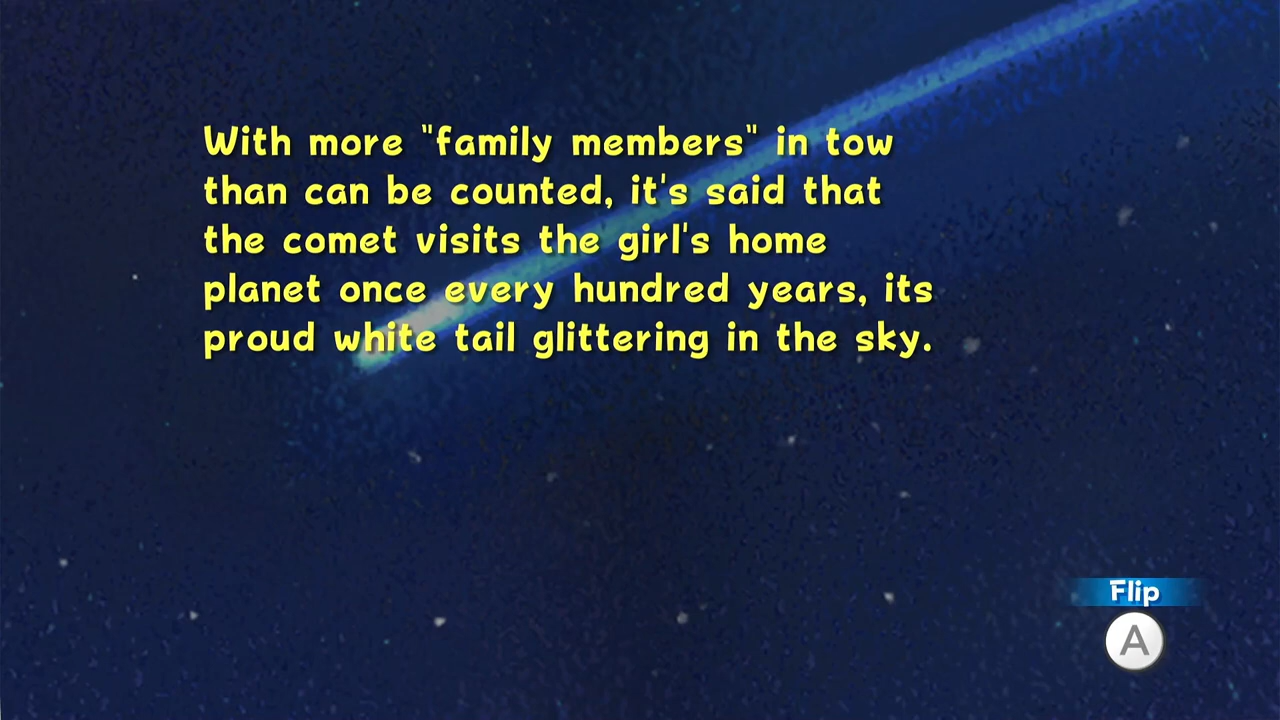 With more "family members" in tow
than can be counted, it's said that
the comet visits the girl's home
planet once every hundred years, its
proud white tail glittering in the sky.
Flip
A